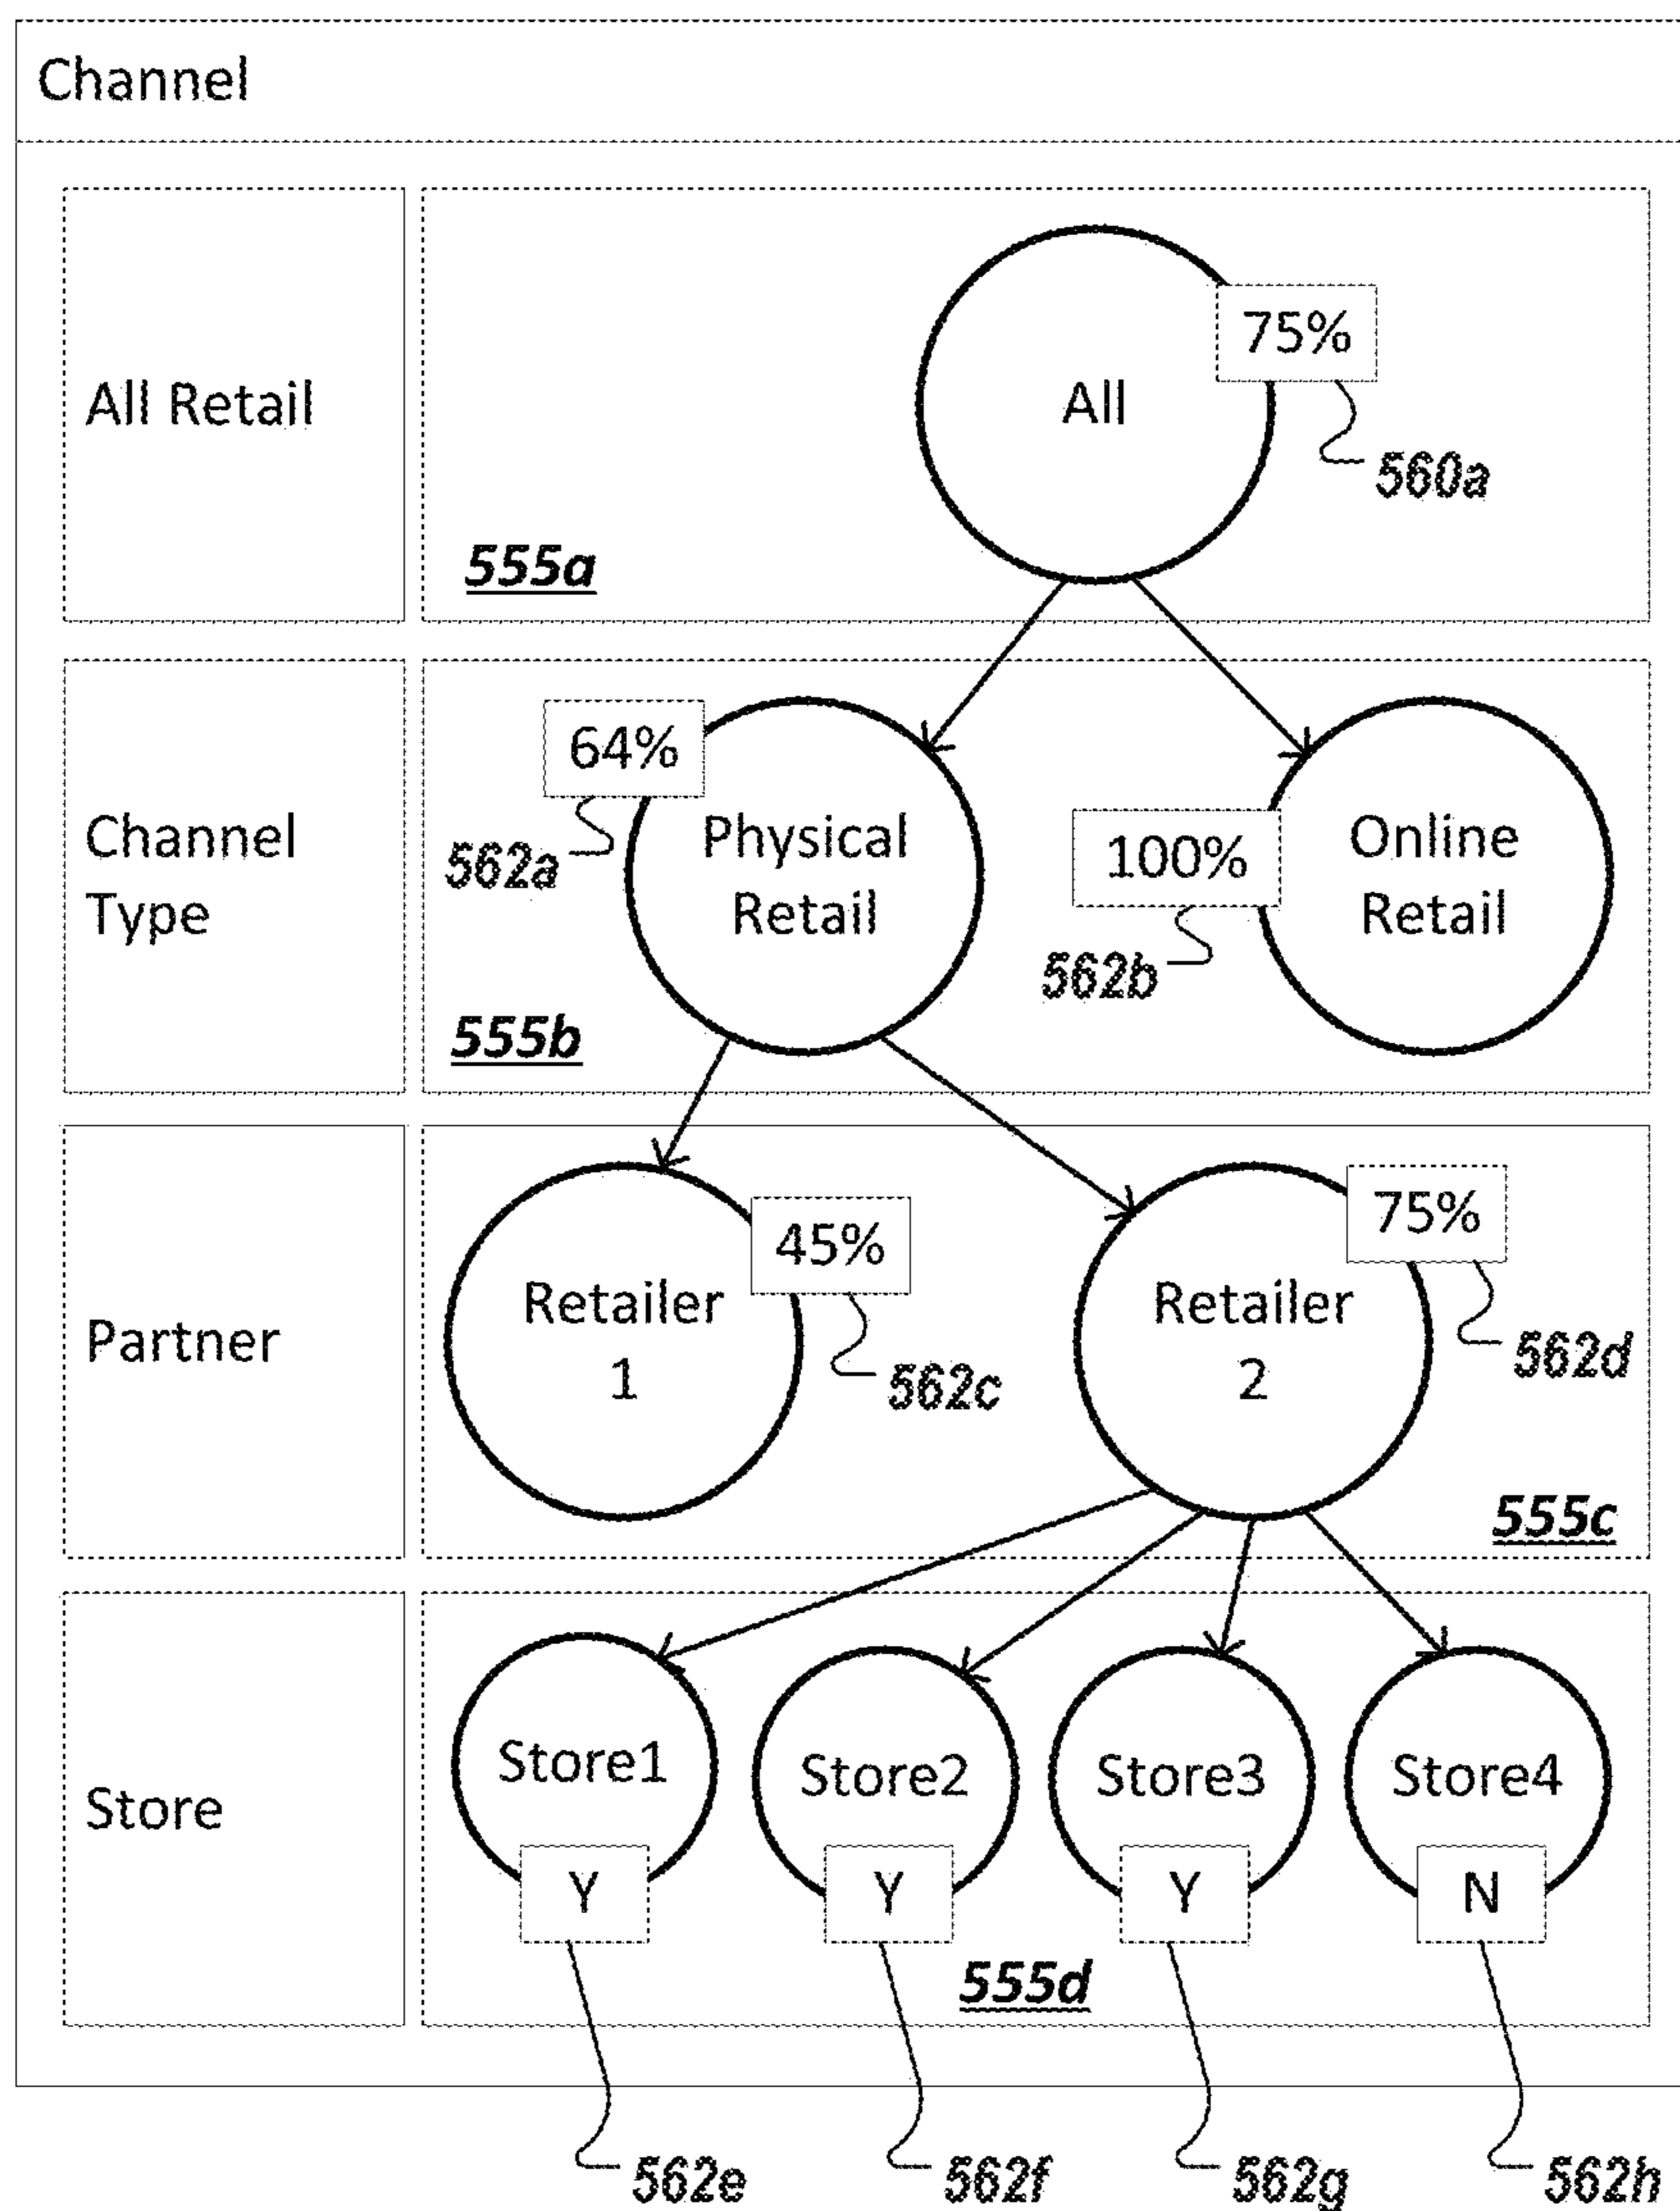 Channel
All Retail
All
75%
560a
555a
Channel
Type
64%
562a
Physical
Retail
100%
562b
Online
Retail
555b
Partner
Retailer
1
45%
562c
Retailer
2
75%
562d
555c
Store
Store1
Store2
Store3
Store4
Y
Y
Y
N
555d
562e
562f
562g
562h